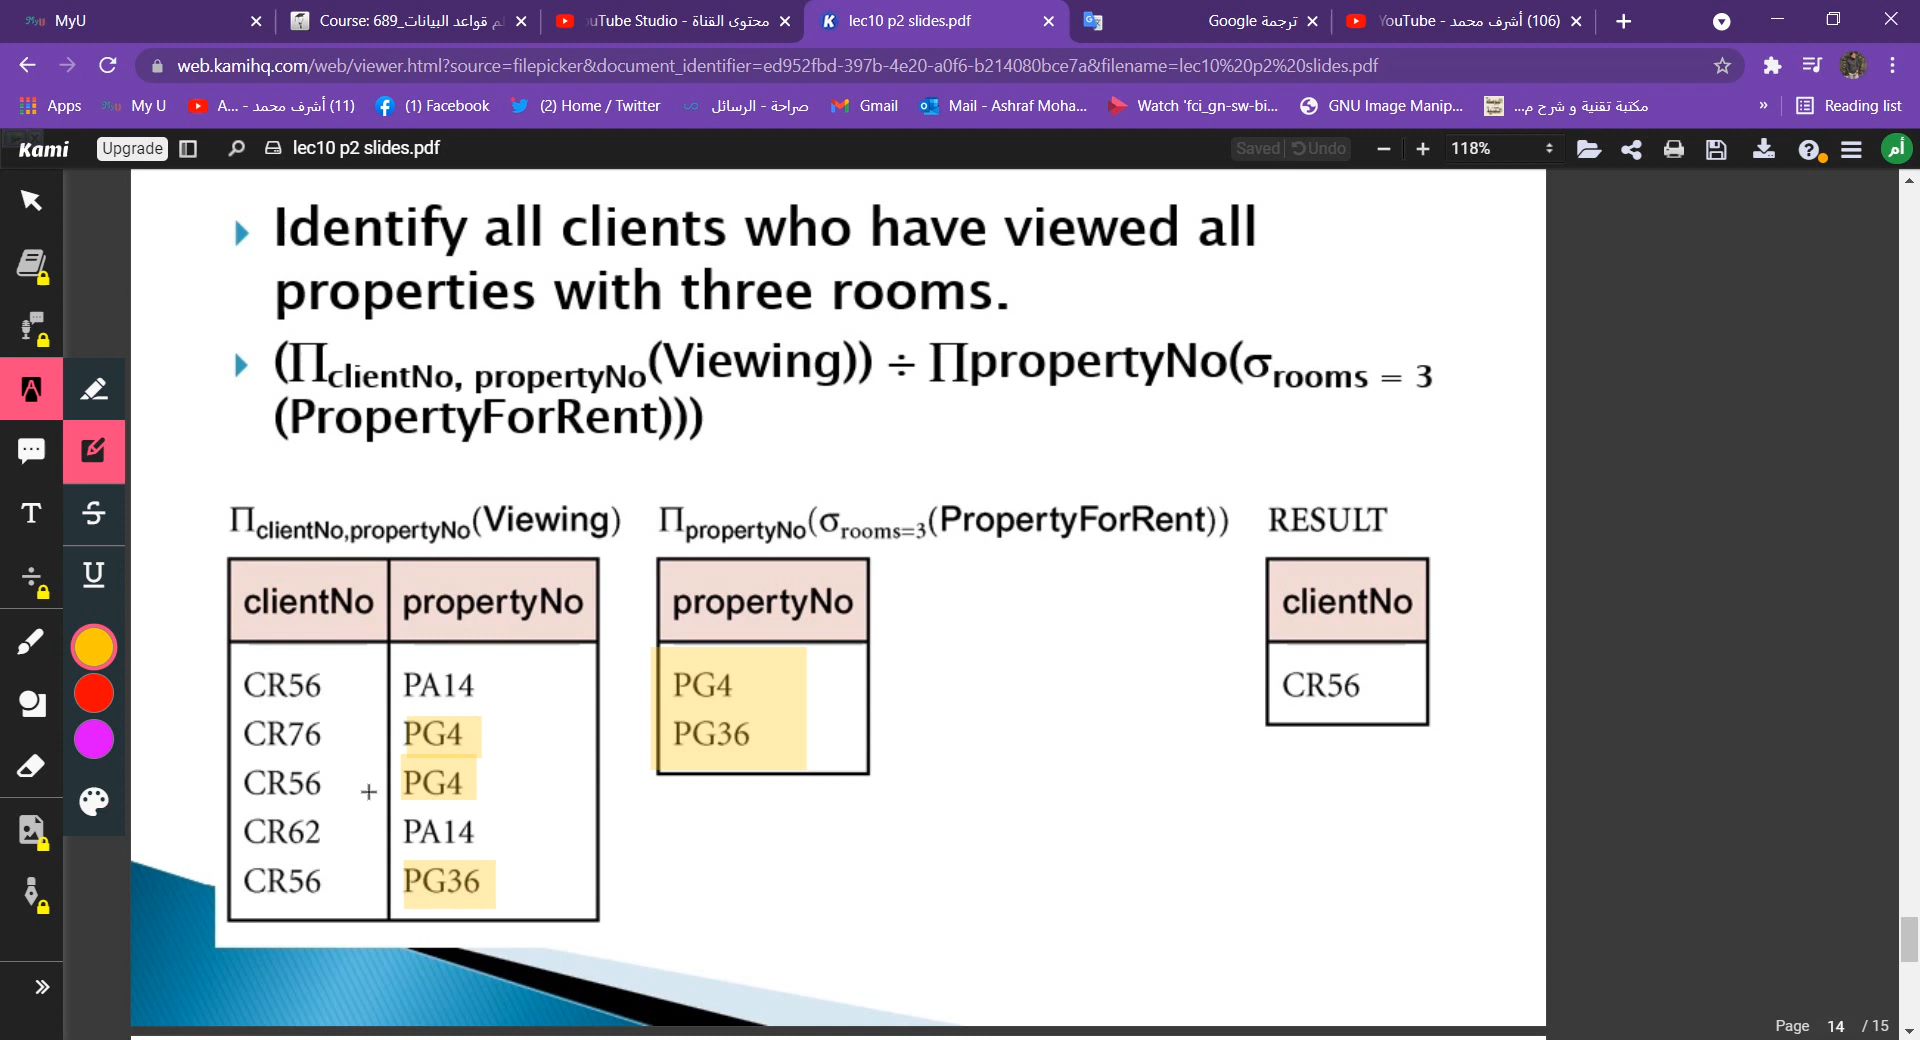 MyU
Course: 689_م قواعد البيانات
uTube Studio - محتوى القناة
lec10 p2 slides.pdf
Google ترجمة
YouTube - أشرف محمد (106)
web.kamihq.com/web/viewer.html?source=filepicker&document_identifier=ed952fbd-397b-4e20-a0f6-b214080bce7a&filename=lec10%20p2%20slides.pdf
Apps
My U
A... - أشرف محمد (11)
(1) Facebook
(2) Home / Twitter
صراحة - الرسائل
Gmail
Mail - Ashraf Moha...
Watch 'fci_gn-sw-bi...
GNU Image Manip...
مكتبة تقنية و شرح م...
»
Reading list
Kami
Upgrade
lec10 p2 slides.pdf
Saved
Undo
118%
أم
Identify all clients who have viewed all
properties with three rooms.
(ΠclientNo, propertyNo(Viewing)) ÷ ΠpropertyNo(σrooms = 3
(PropertyForRent)))
ΠclientNo,propertyNo(Viewing)
ΠpropertyNo(σrooms=3(PropertyForRent))
RESULT
clientNo propertyNo
CR56 PA14
CR76 PG4
CR56 PG4
CR62 PA14
CR56 PG36
propertyNo
PG4
PG36
clientNo
CR56
Page 14 / 15